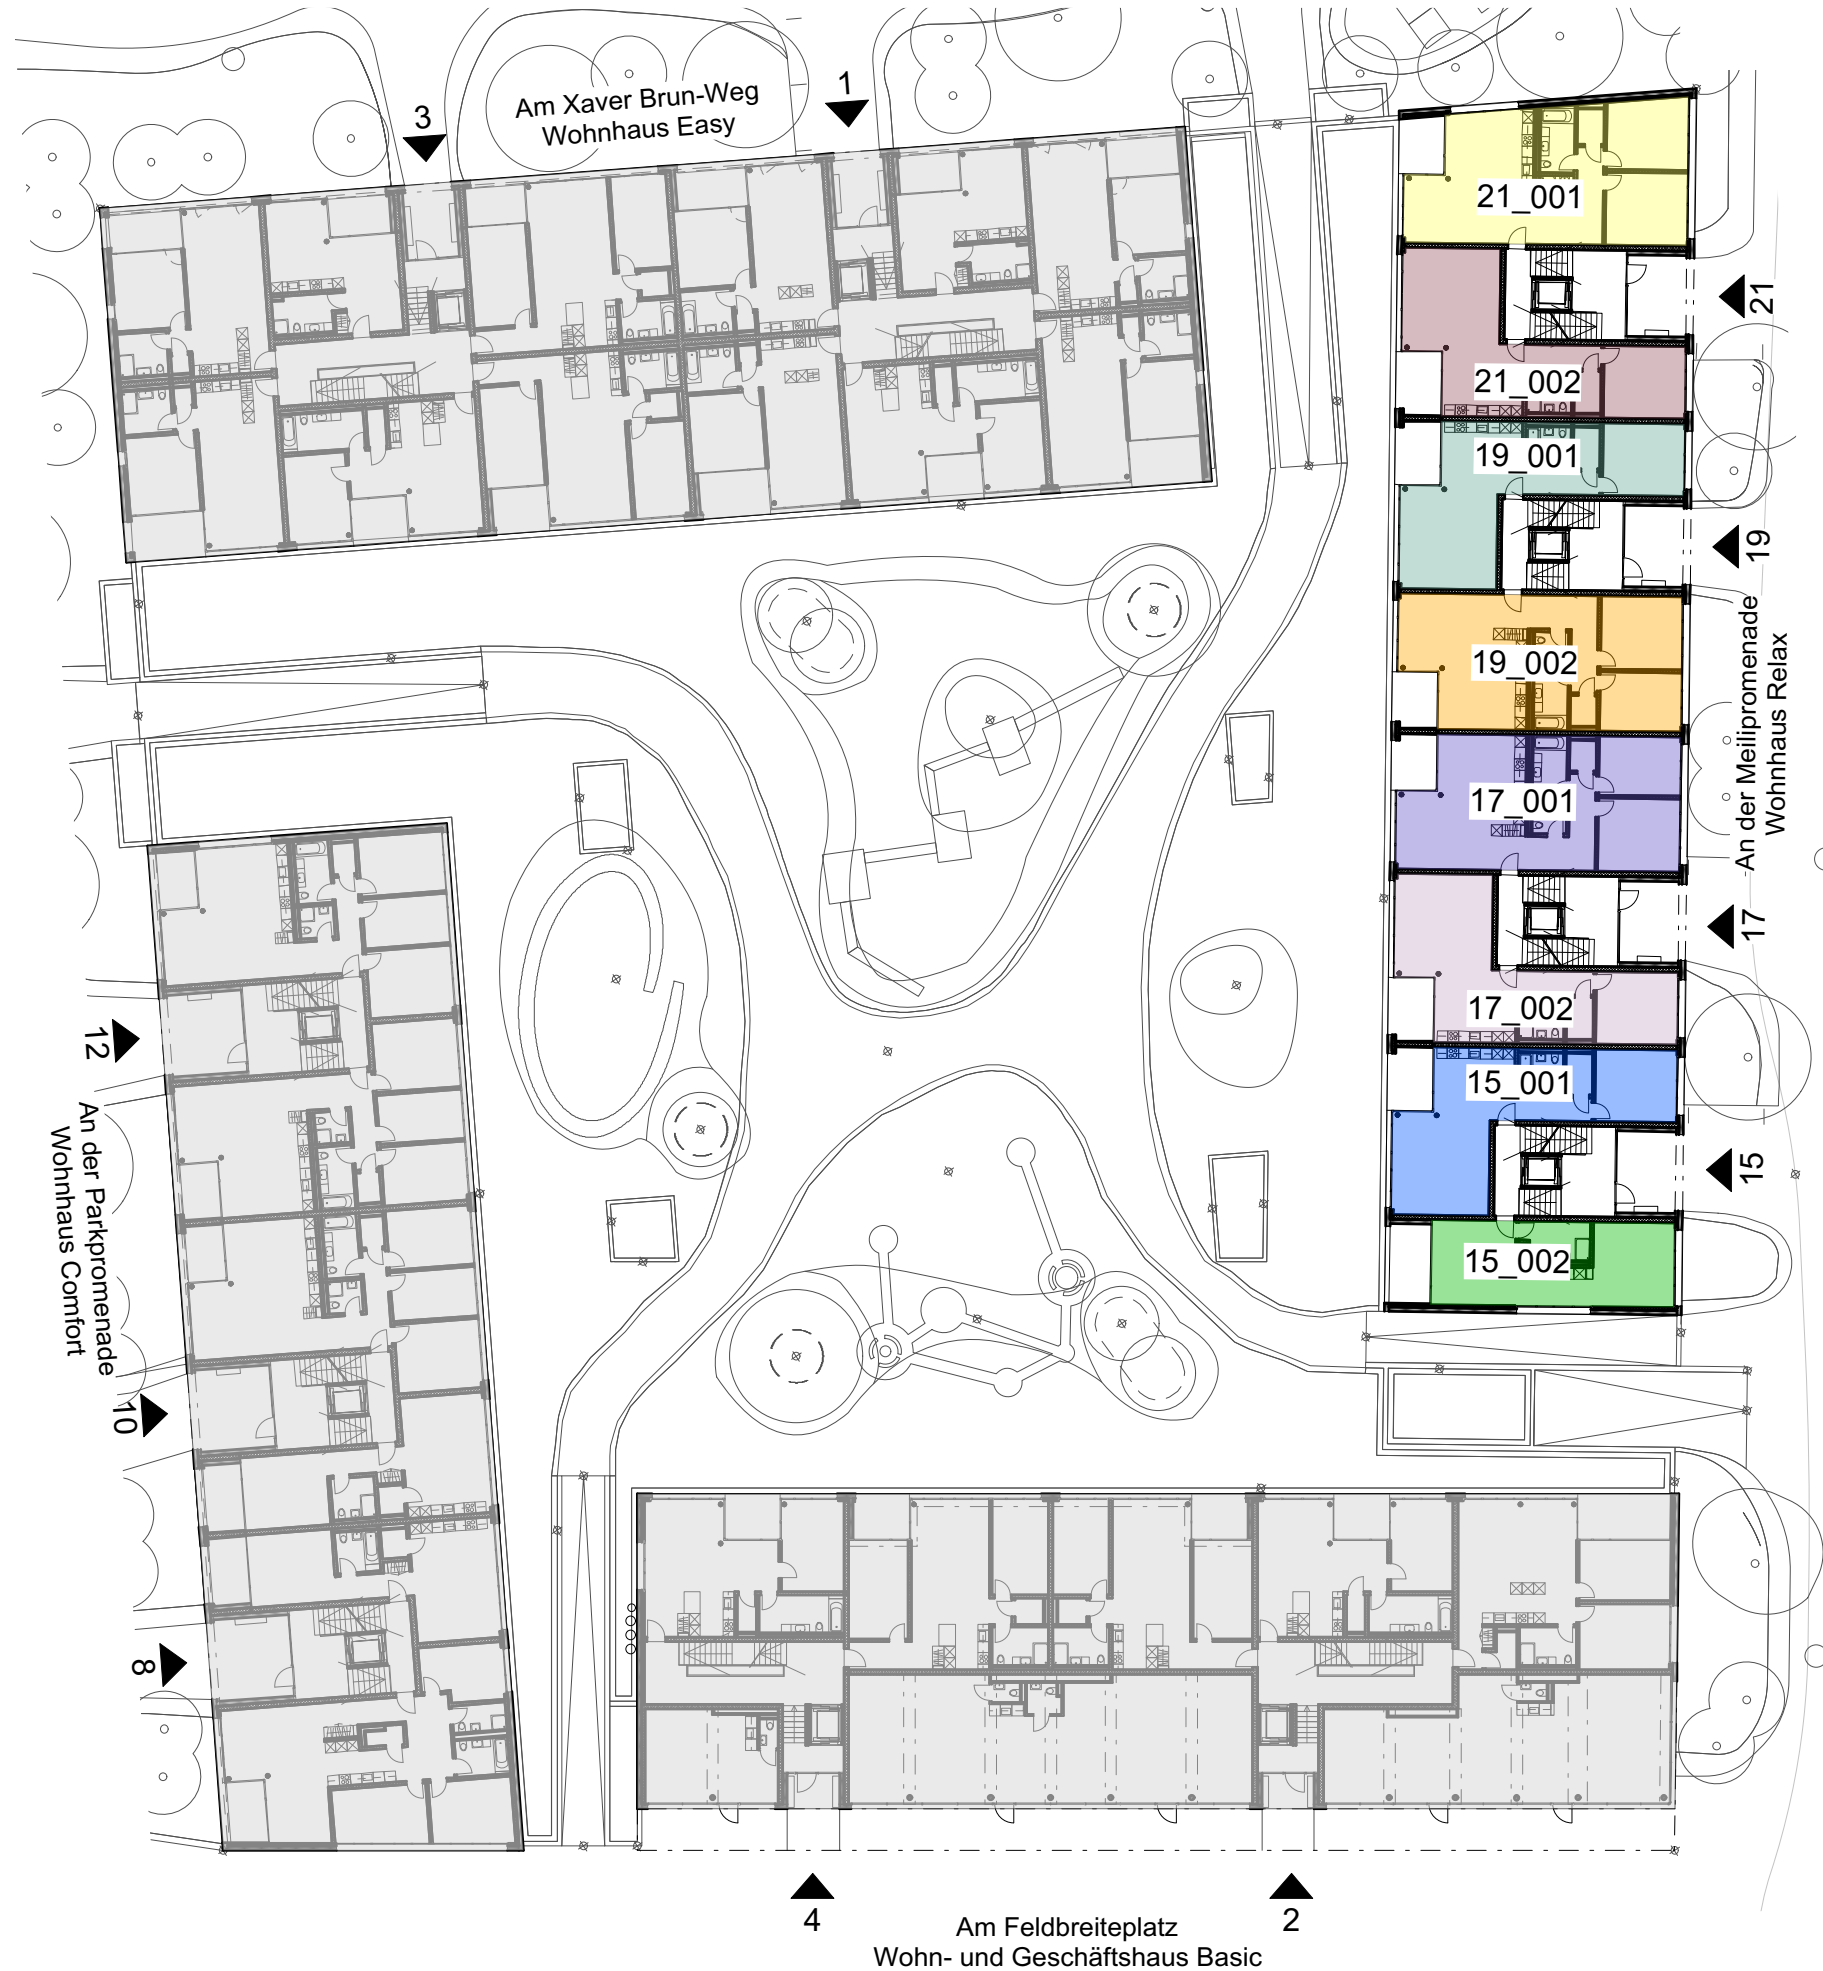 Am Xaver Brun-Weg
Wohnhaus Easy
3
1
21_001
21
21_002
19_001
19
19_002
An der Meilipromenade
Wohnhaus Relax
17_001
17
17_002
15_001
15
15_002
12
An der Parkpromenade
Wohnhaus Comfort
10
8
4
2
Am Feldbreiteplatz
Wohn- und Geschäftshaus Basic